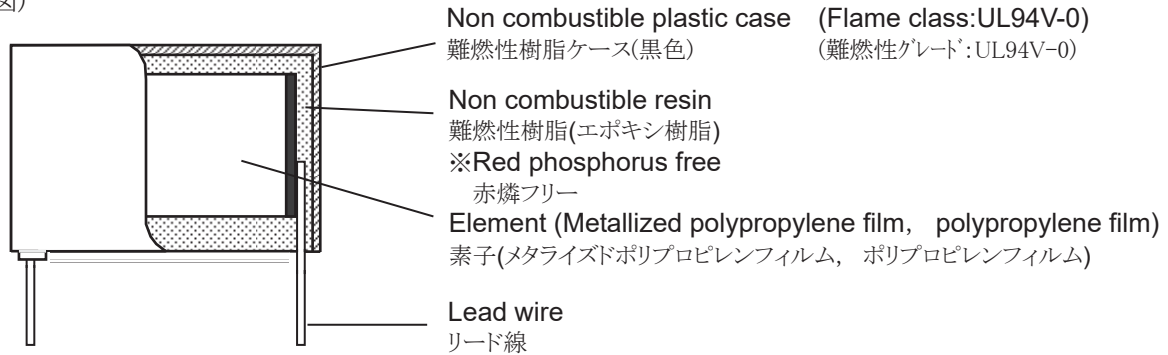 図)
Non combustible plastic case (Flame class:UL94V-0)
難燃性樹脂ケース(黒色) (難燃性グレード:UL94V-0)
Non combustible resin
難燃性樹脂(エポキシ樹脂)
※Red phosphorus free
赤燐フリー
Element (Metallized polypropylene film, polypropylene film)
素子(メタライズドポリプロピレンフィルム, ポリプロピレンフィルム)
Lead wire
リード線